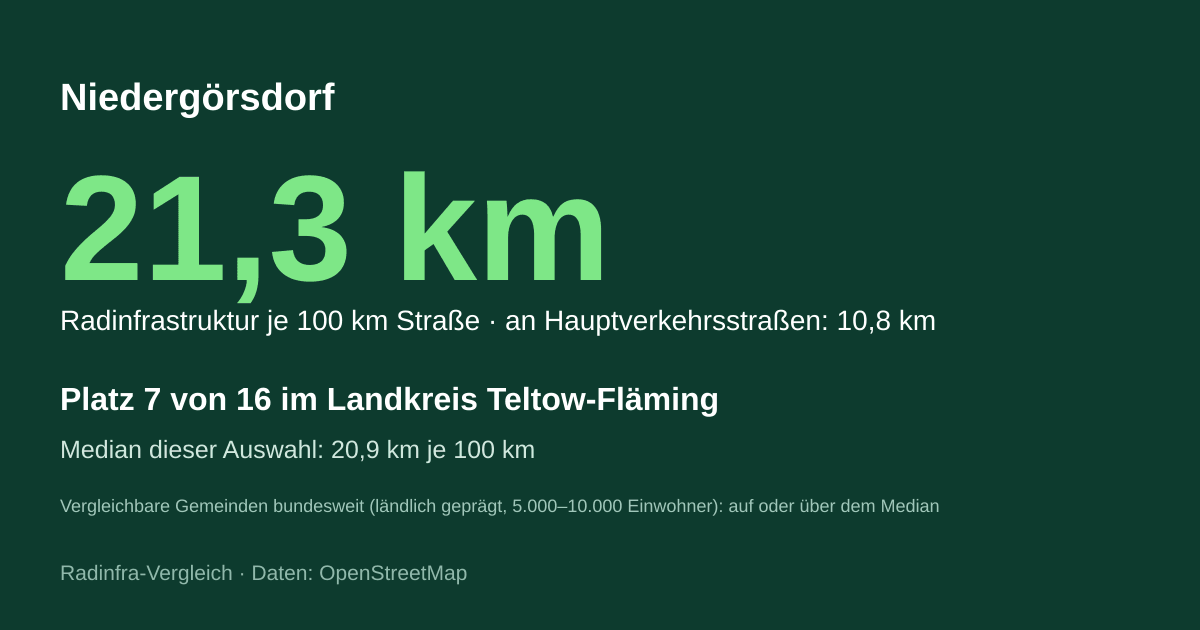 Niedergörsdorf
21,3 km
Radinfrastruktur je 100 km Straße · an Hauptverkehrsstraßen: 10,8 km
Platz 7 von 16 im Landkreis Teltow-Fläming
Median dieser Auswahl: 20,9 km je 100 km
Vergleichbare Gemeinden bundesweit (ländlich geprägt, 5.000–10.000 Einwohner): auf oder über dem Median
Radinfra-Vergleich · Daten: OpenStreetMap